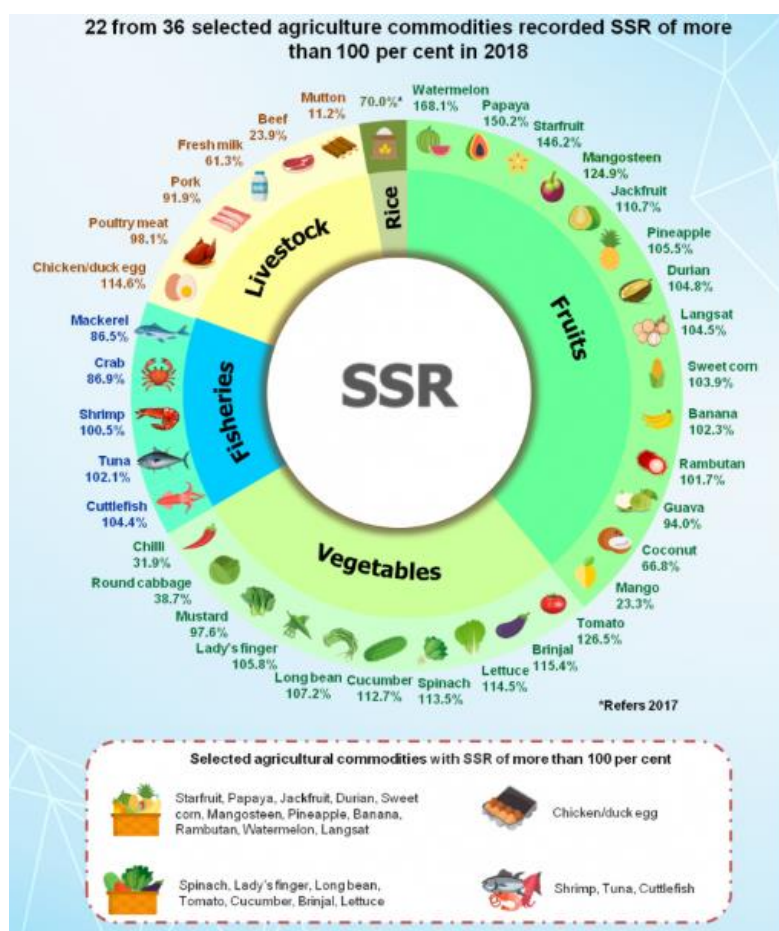 22 from 36 selected agriculture commodities recorded SSR of more
than 100 per cent in 2018
Watermelon
168.1%
Papaya
150.2%
Starfruit
146.2%
Mangosteen
124.9%
Jackfruit
110.7%
Pineapple
105.5%
Durian
104.8%
Langsat
104.5%
Sweet corn
103.9%
Banana
102.3%
Rambutan
101.7%
Guava
94.0%
Coconut
66.8%
Mango
23.3%
Tomato
126.5%
Brinjal
115.4%
Lettuce
114.5%
Spinach
113.5%
Cucumber
112.7%
Long bean
107.2%
Lady's finger
105.8%
Mustard
97.6%
Round cabbage
38.7%
Chilli
31.9%
Cuttlefish
104.4%
Tuna
102.1%
Shrimp
100.5%
Crab
86.9%
Mackerel
86.5%
Chicken/duck egg
114.6%
Poultry meat
98.1%
Pork
91.9%
Fresh milk
61.3%
Beef
23.9%
Mutton
11.2%
70.0%*
Rice
Fruits
Vegetables
Fisheries
Livestock
SSR
*Refers 2017
Selected agricultural commodities with SSR of more than 100 per cent
Starfruit, Papaya, Jackfruit, Durian, Sweet
corn, Mangosteen, Pineapple, Banana,
Rambutan, Watermelon, Langsat
Chicken/duck egg
Spinach, Lady's finger, Long bean,
Tomato, Cucumber, Brinjal, Lettuce
Shrimp, Tuna, Cuttlefish